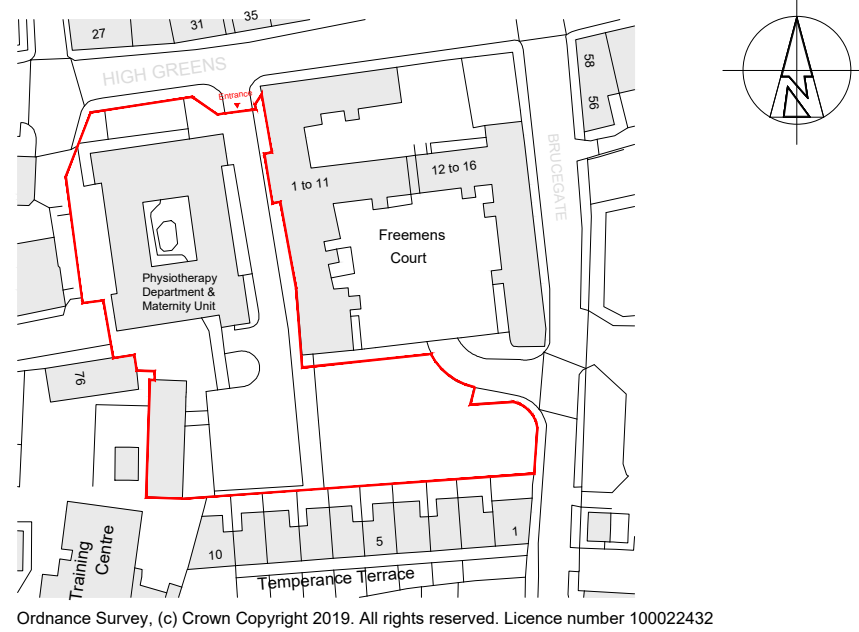 35
31
27
HIGH GREENS
58
56
Entrance
N
BRUCEGATE
12 to 16
1 to 11
Freemens
Court
Physiotherapy
Department &
Maternity Unit
76
1
5
10
Training
Centre
Temperance Terrace
Ordnance Survey, (c) Crown Copyright 2019. All rights reserved. Licence number 100022432